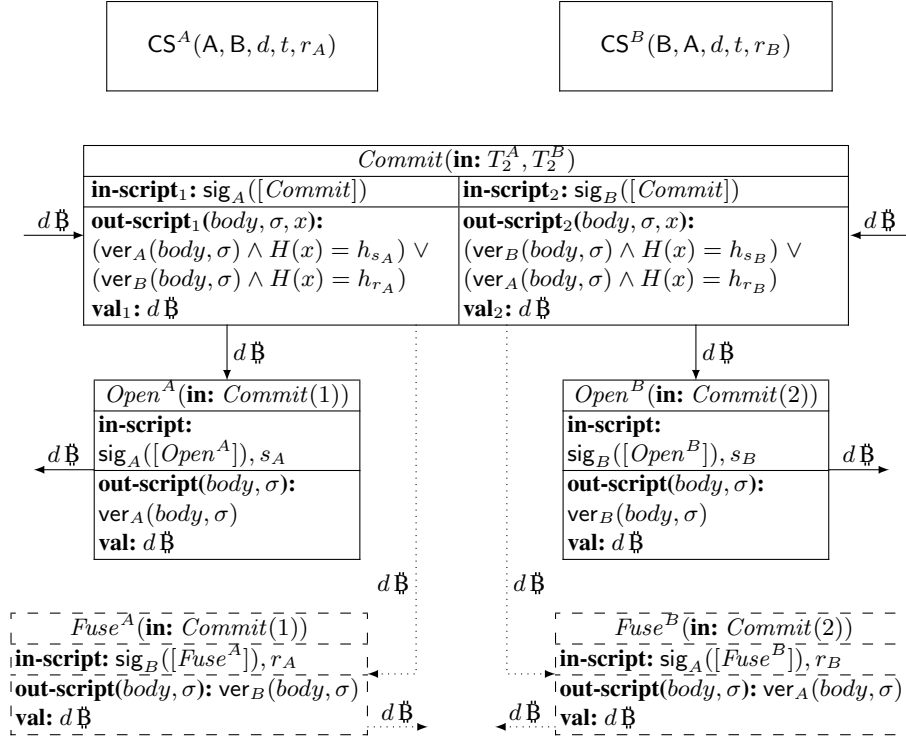 CS^A(A, B, d, t, r_A)
CS^B(B, A, d, t, r_B)
Commit(in: T_2^A, T_2^B)
in-script_1: sig_A([Commit])
in-script_2: sig_B([Commit])
d ₿
out-script_1(body, σ, x):
(ver_A(body, σ) ∧ H(x) = h_{s_A}) ∨
(ver_B(body, σ) ∧ H(x) = h_{r_A})
val_1: d ₿
out-script_2(body, σ, x):
(ver_B(body, σ) ∧ H(x) = h_{s_B}) ∨
(ver_A(body, σ) ∧ H(x) = h_{r_B})
val_2: d ₿
d ₿
d ₿
d ₿
Open^A(in: Commit(1))
in-script:
sig_A([Open^A]), s_A
out-script(body, σ):
ver_A(body, σ)
val: d ₿
d ₿
Open^B(in: Commit(2))
in-script:
sig_B([Open^B]), s_B
out-script(body, σ):
ver_B(body, σ)
val: d ₿
d ₿
d ₿
d ₿
Fuse^A(in: Commit(1))
in-script: sig_B([Fuse^A]), r_A
out-script(body, σ): ver_B(body, σ)
val: d ₿
d ₿
Fuse^B(in: Commit(2))
in-script: sig_A([Fuse^B]), r_B
out-script(body, σ): ver_A(body, σ)
val: d ₿
d ₿